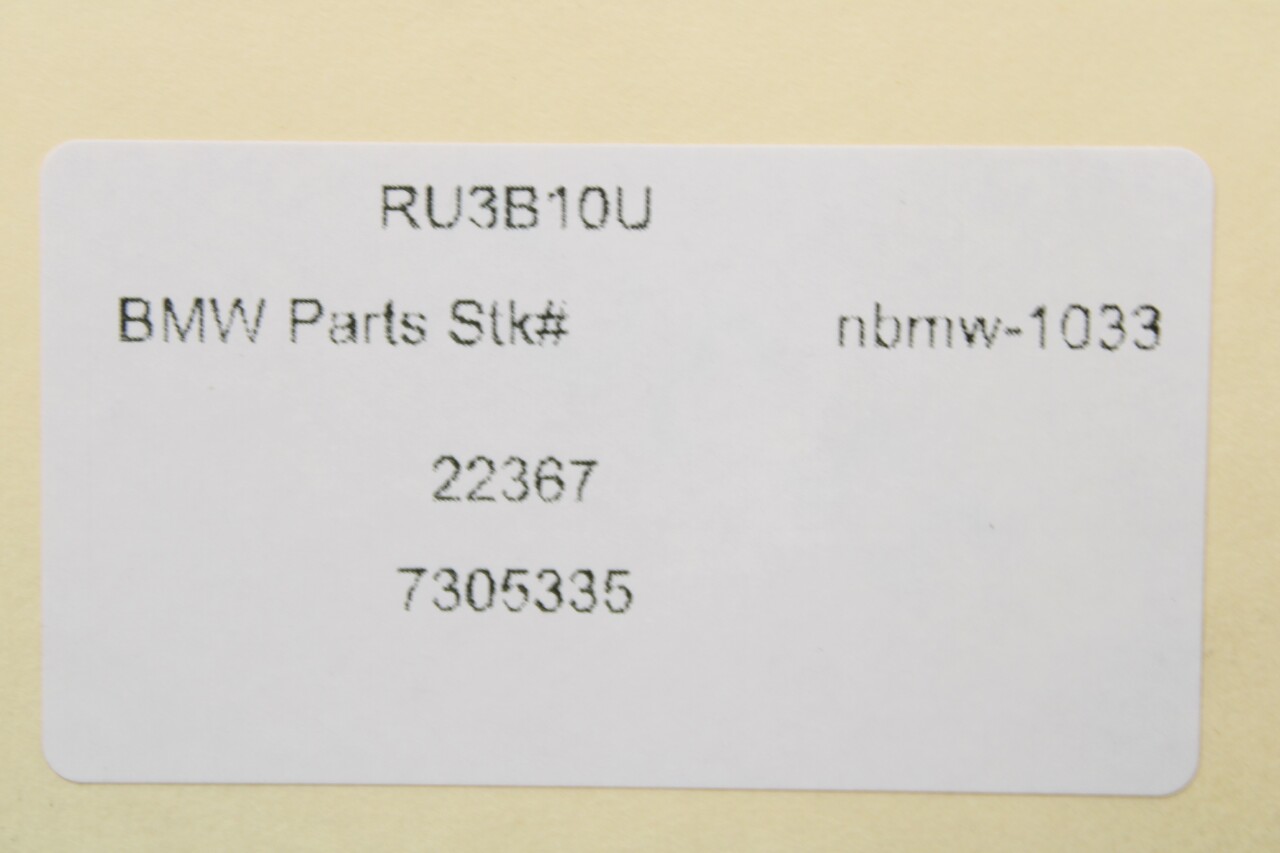 RU3B10U
BMW Parts Stk# nbmw-1033
22367
7305335